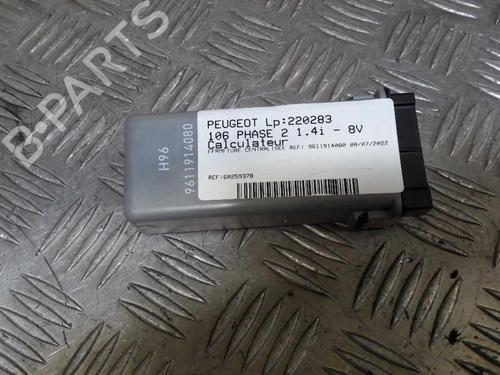 PEUGEOT Lp:220283
106 PHASE 2 1.4i - 8V
Calculateur
FERMETURE CENTRALISEE REF: 9611914080 08/07/2022
REF:60259378
H96
9611914080
B-PARTS